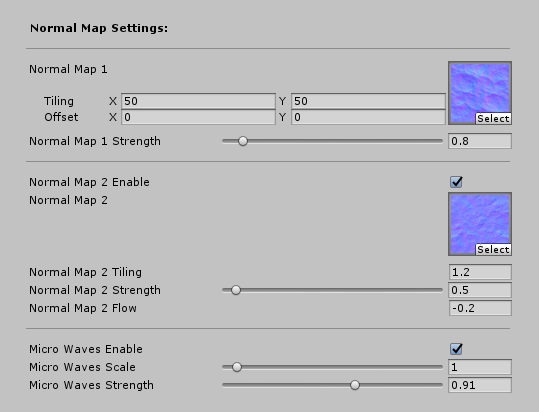 Normal Map Settings:
Normal Map 1
Tiling X 50 Y 50
Offset X 0 Y 0
Select
Normal Map 1 Strength 0.8
Normal Map 2 Enable
Normal Map 2
Select
Normal Map 2 Tiling 1.2
Normal Map 2 Strength 0.5
Normal Map 2 Flow -0.2
Micro Waves Enable
Micro Waves Scale 1
Micro Waves Strength 0.91